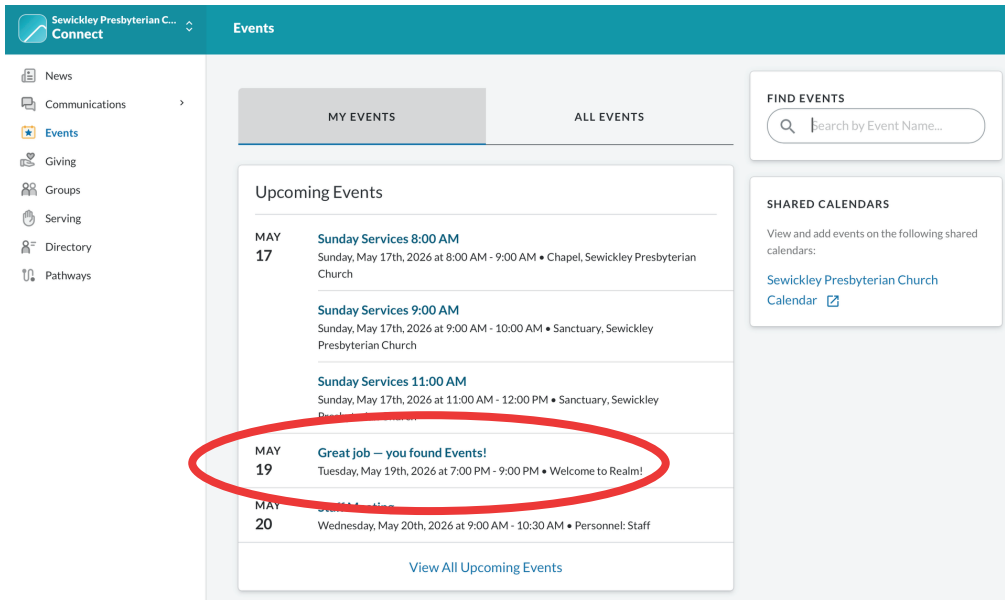 Sewickley Presbyterian C...
Connect
Events
News
Communications
Events
Giving
Groups
Serving
Directory
Pathways
MY EVENTS
ALL EVENTS
Upcoming Events
MAY
17
Sunday Services 8:00 AM
Sunday, May 17th, 2026 at 8:00 AM - 9:00 AM • Chapel, Sewickley Presbyterian
Church
Sunday Services 9:00 AM
Sunday, May 17th, 2026 at 9:00 AM - 10:00 AM • Sanctuary, Sewickley
Presbyterian Church
Sunday Services 11:00 AM
Sunday, May 17th, 2026 at 11:00 AM - 12:00 PM • Sanctuary, Sewickley
Presbyterian Church
MAY
19
Great job — you found Events!
Tuesday, May 19th, 2026 at 7:00 PM - 9:00 PM • Welcome to Realm!
MAY
20
Staff Meeting
Wednesday, May 20th, 2026 at 9:00 AM - 10:30 AM • Personnel: Staff
View All Upcoming Events
FIND EVENTS
Search by Event Name...
SHARED CALENDARS
View and add events on the following shared
calendars:
Sewickley Presbyterian Church
Calendar